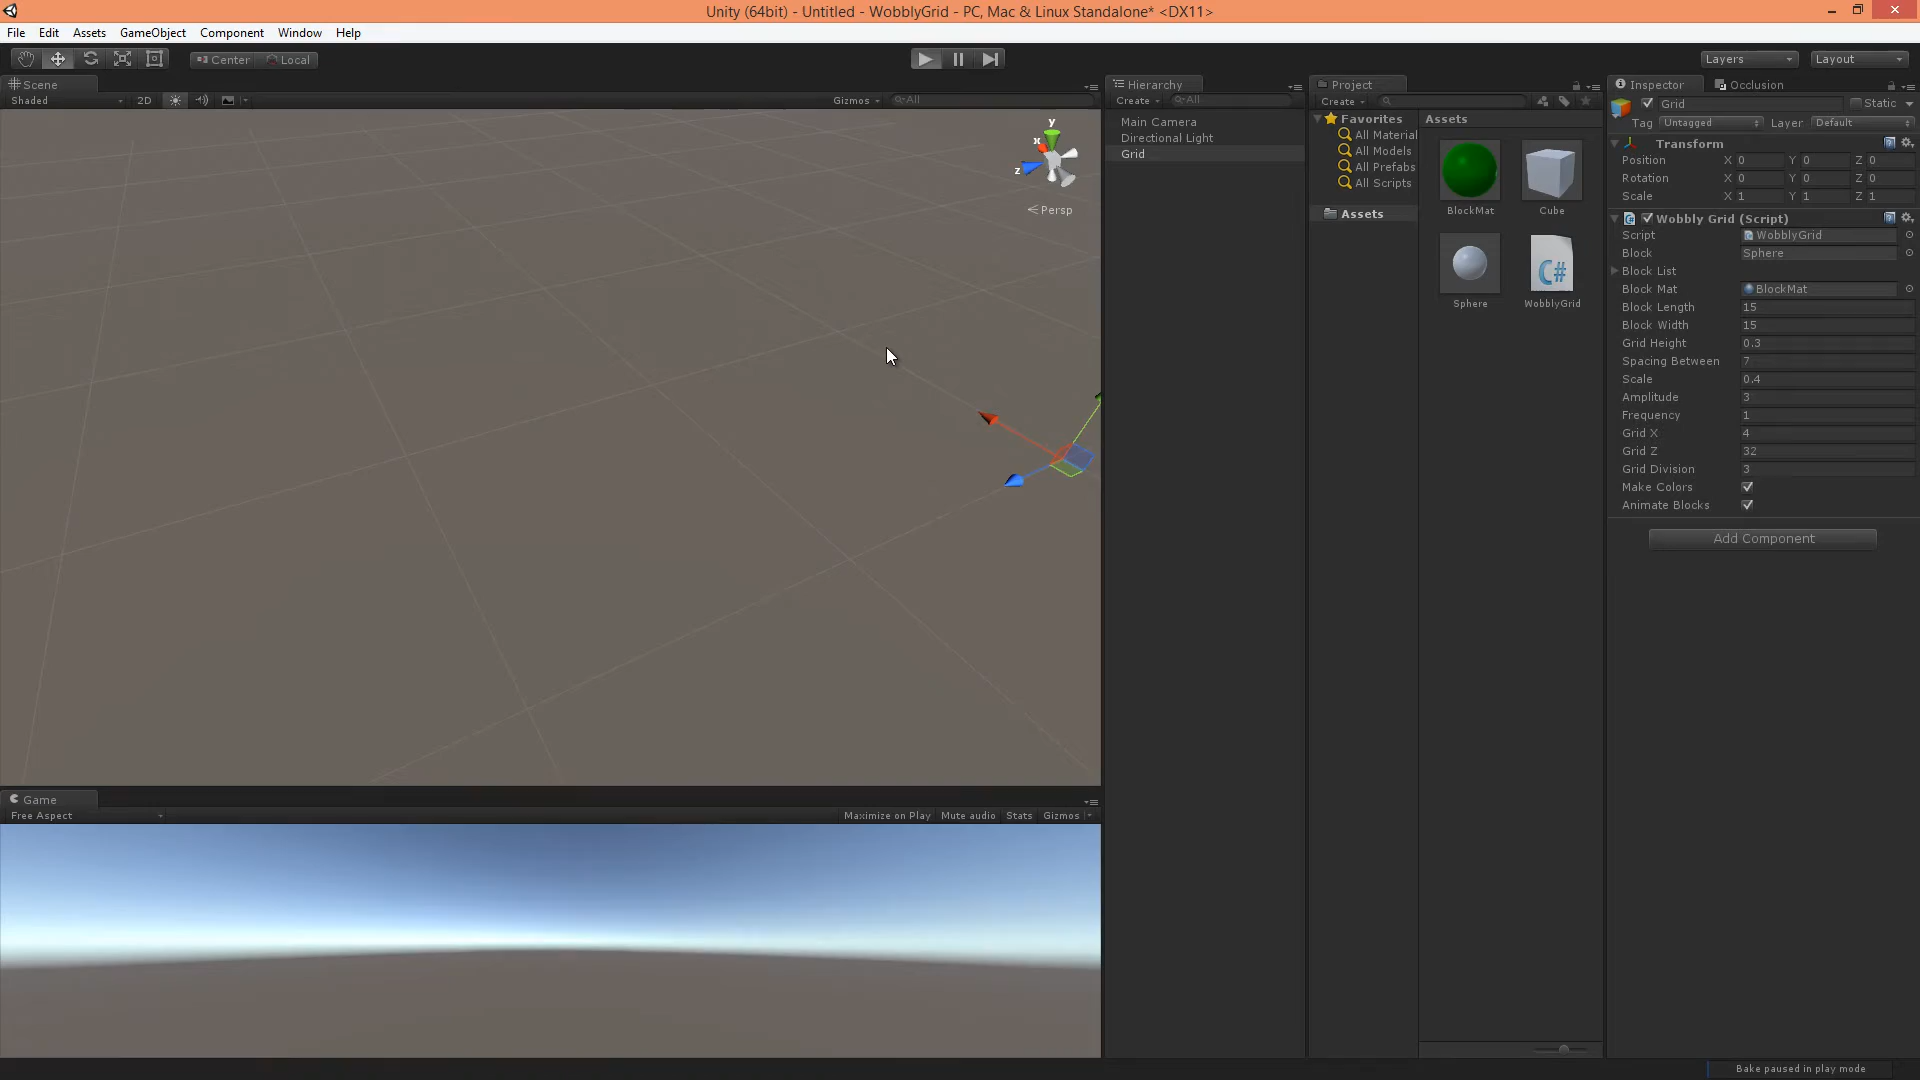 Unity (64bit) - Untitled - WobblyGrid - PC, Mac & Linux Standalone* <DX11>
File Edit Assets GameObject Component Window Help
Center Local
Layers Layout
Scene
Shaded 2D Gizmos All
y
x
z
Persp
Game
Free Aspect Maximize on Play Mute audio Stats Gizmos
Hierarchy
Create All
Main Camera
Directional Light
Grid
Project
Create
Favorites
All Material
All Models
All Prefabs
All Scripts
Assets
Assets
BlockMat Cube
C#
Sphere WobblyGrid
Inspector Occlusion
Grid Static
Tag Untagged Layer Default
Transform
Position X 0 Y 0 Z 0
Rotation X 0 Y 0 Z 0
Scale X 1 Y 1 Z 1
Wobbly Grid (Script)
Script WobblyGrid
Block Sphere
Block List
Block Mat BlockMat
Block Length 15
Block Width 15
Grid Height 0.3
Spacing Between 7
Scale 0.4
Amplitude 3
Frequency 1
Grid X 4
Grid Z 32
Grid Division 3
Make Colors
Animate Blocks
Add Component
Bake paused in play mode